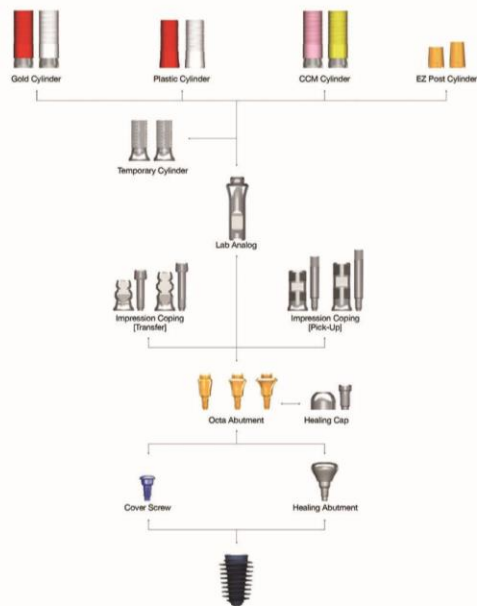 Gold Cylinder
Plastic Cylinder
CCM Cylinder
EZ Post Cylinder
Temporary Cylinder
Lab Analog
Impression Coping
[Transfer]
Impression Coping
[Pick-Up]
Octa Abutment
Healing Cap
Cover Screw
Healing Abutment